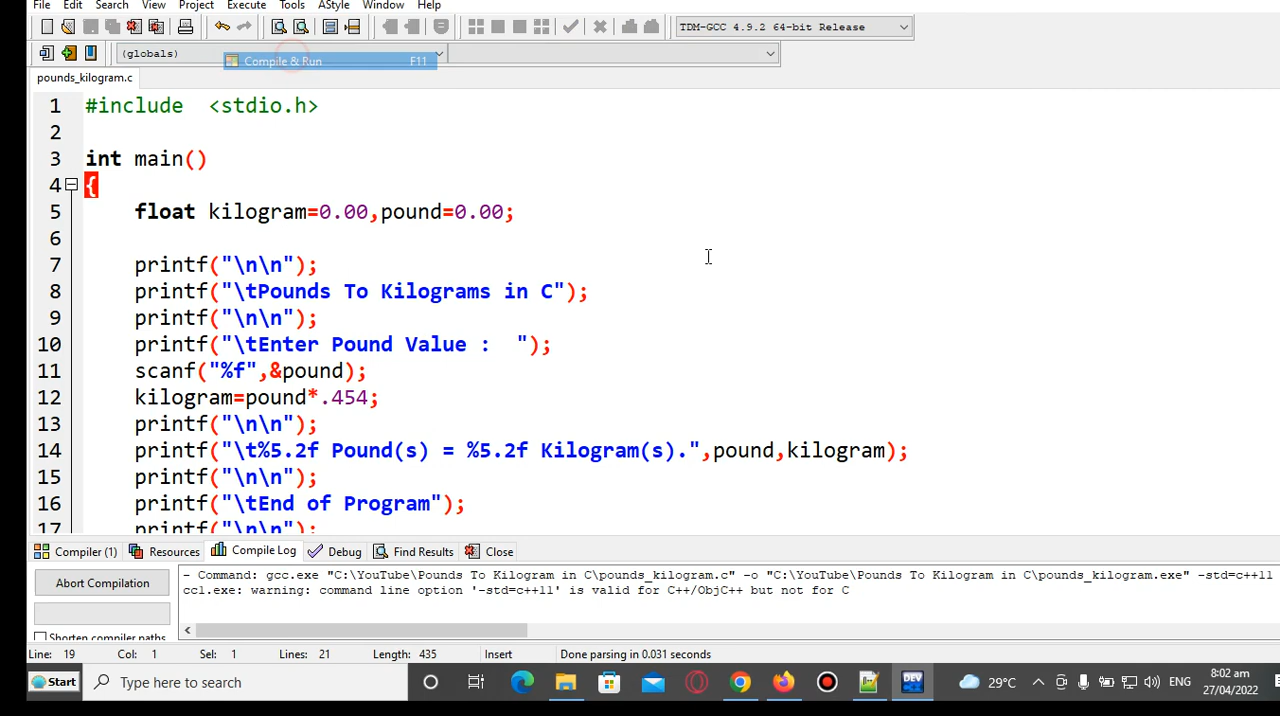 File Edit Search View Project Execute Tools AStyle Window Help
TDM-GCC 4.9.2 64-bit Release
(globals)
Compile & Run F11
pounds_kilogram.c
1 #include  <stdio.h>
2
3 int main()
4 {
5 float kilogram=0.00,pound=0.00;
6
7 printf("\n\n");
8 printf("\tPounds To Kilograms in C");
9 printf("\n\n");
10 printf("\tEnter Pound Value :  ");
11 scanf("%f",&pound);
12 kilogram=pound*.454;
13 printf("\n\n");
14 printf("\t%5.2f Pound(s) = %5.2f Kilogram(s).",pound,kilogram);
15 printf("\n\n");
16 printf("\tEnd of Program");
17 printf("\n\n");
Compiler (1) Resources Compile Log Debug Find Results Close
Abort Compilation
- Command: gcc.exe "C:\YouTube\Pounds To Kilogram in C\pounds_kilogram.c" -o "C:\YouTube\Pounds To Kilogram in C\pounds_kilogram.exe" -std=c++11
cc1.exe: warning: command line option '-std=c++11' is valid for C++/ObjC++ but not for C
Shorten compiler paths
Line: 19 Col: 1 Sel: 1 Lines: 21 Length: 435 Insert Done parsing in 0.031 seconds
Start Type here to search DEV 29°C ENG 8:02 am
27/04/2022